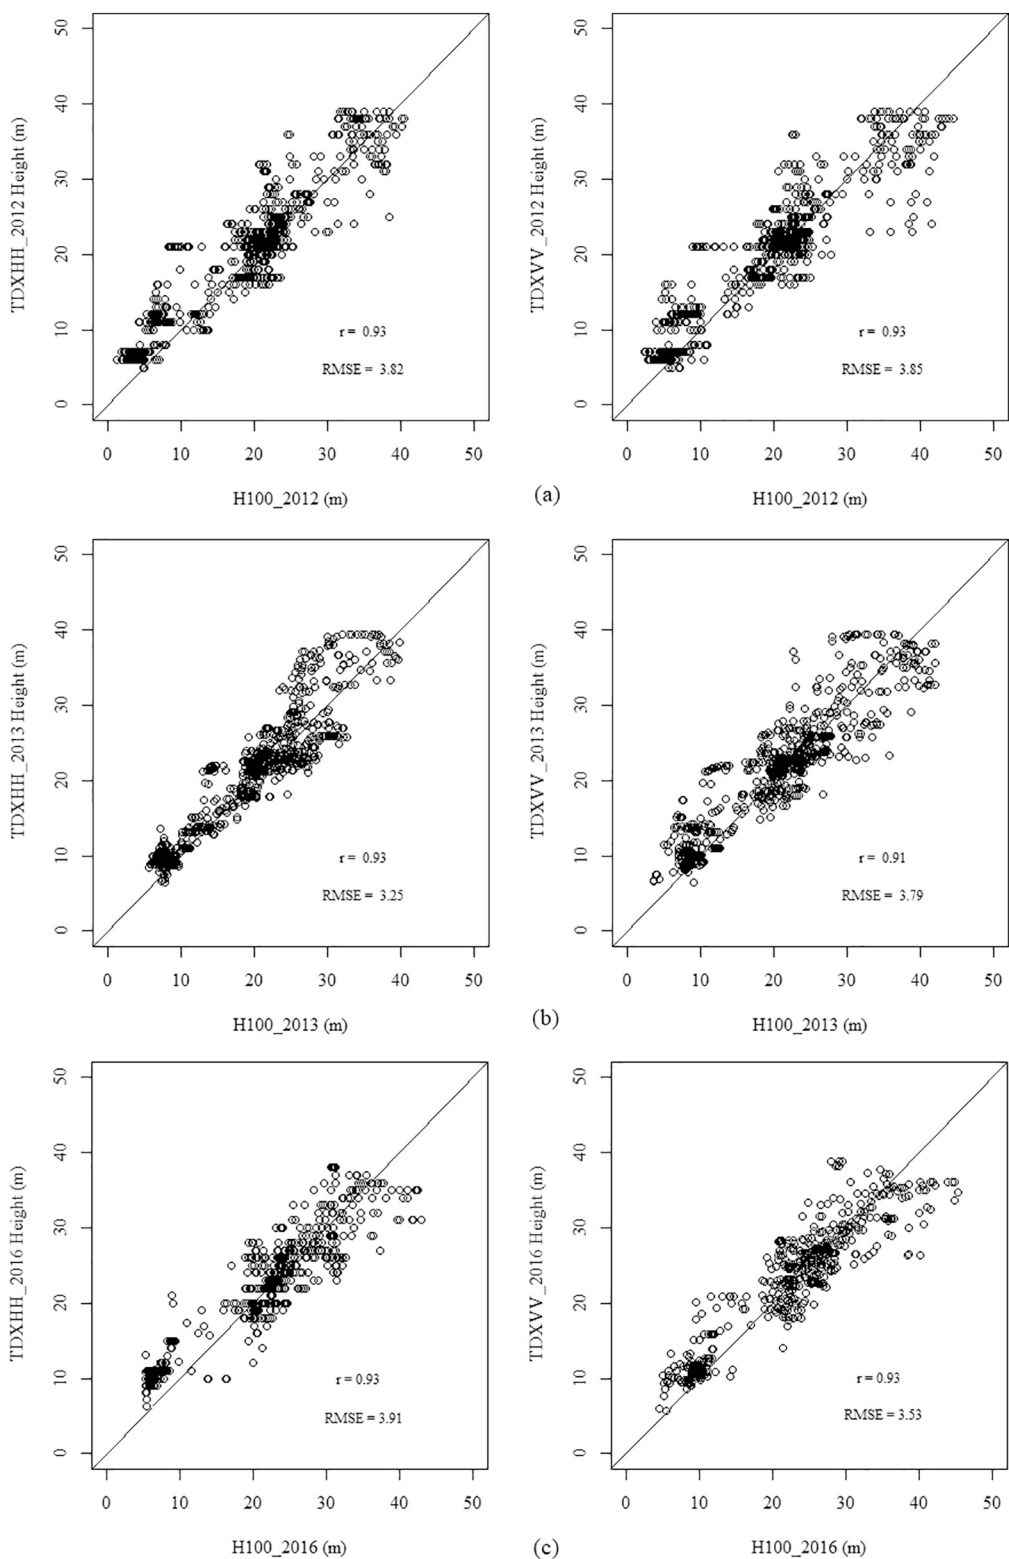 50
40
30
20
10
0
TDXHH_2012 Height (m)
r = 0.93
RMSE = 3.82
0 10 20 30 40 50
H100_2012 (m)
50
40
30
20
10
0
TDXVV_2012 Height (m)
r = 0.93
RMSE = 3.85
0 10 20 30 40 50
H100_2012 (m)
(a)
50
40
30
20
10
0
TDXHH_2013 Height (m)
r = 0.93
RMSE = 3.25
0 10 20 30 40 50
H100_2013 (m)
50
40
30
20
10
0
TDXVV_2013 Height (m)
r = 0.91
RMSE = 3.79
0 10 20 30 40 50
H100_2013 (m)
(b)
50
40
30
20
10
0
TDXHH_2016 Height (m)
r = 0.93
RMSE = 3.91
0 10 20 30 40 50
H100_2016 (m)
50
40
30
20
10
0
TDXVV_2016 Height (m)
r = 0.93
RMSE = 3.53
0 10 20 30 40 50
H100_2016 (m)
(c)